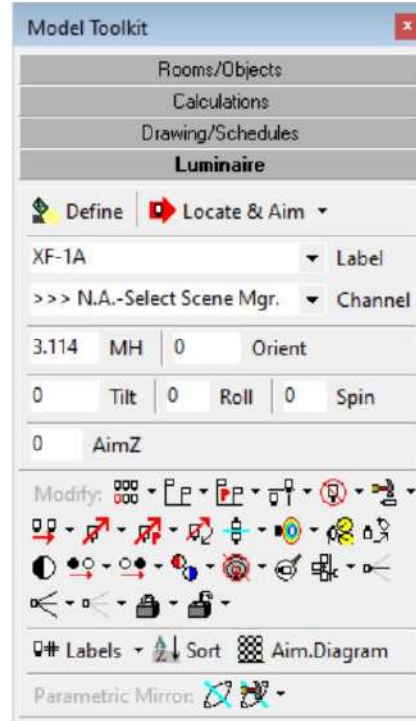 Model Toolkit
Rooms/Objects
Calculations
Drawing/Schedules
Luminaire
Define Locate & Aim
XF-1A Label
>>> N.A.-Select Scene Mgr. Channel
3.114 MH 0 Orient
0 Tilt 0 Roll 0 Spin
0 AimZ
Modify:
Labels Sort Aim.Diagram
Parametric Mirror: